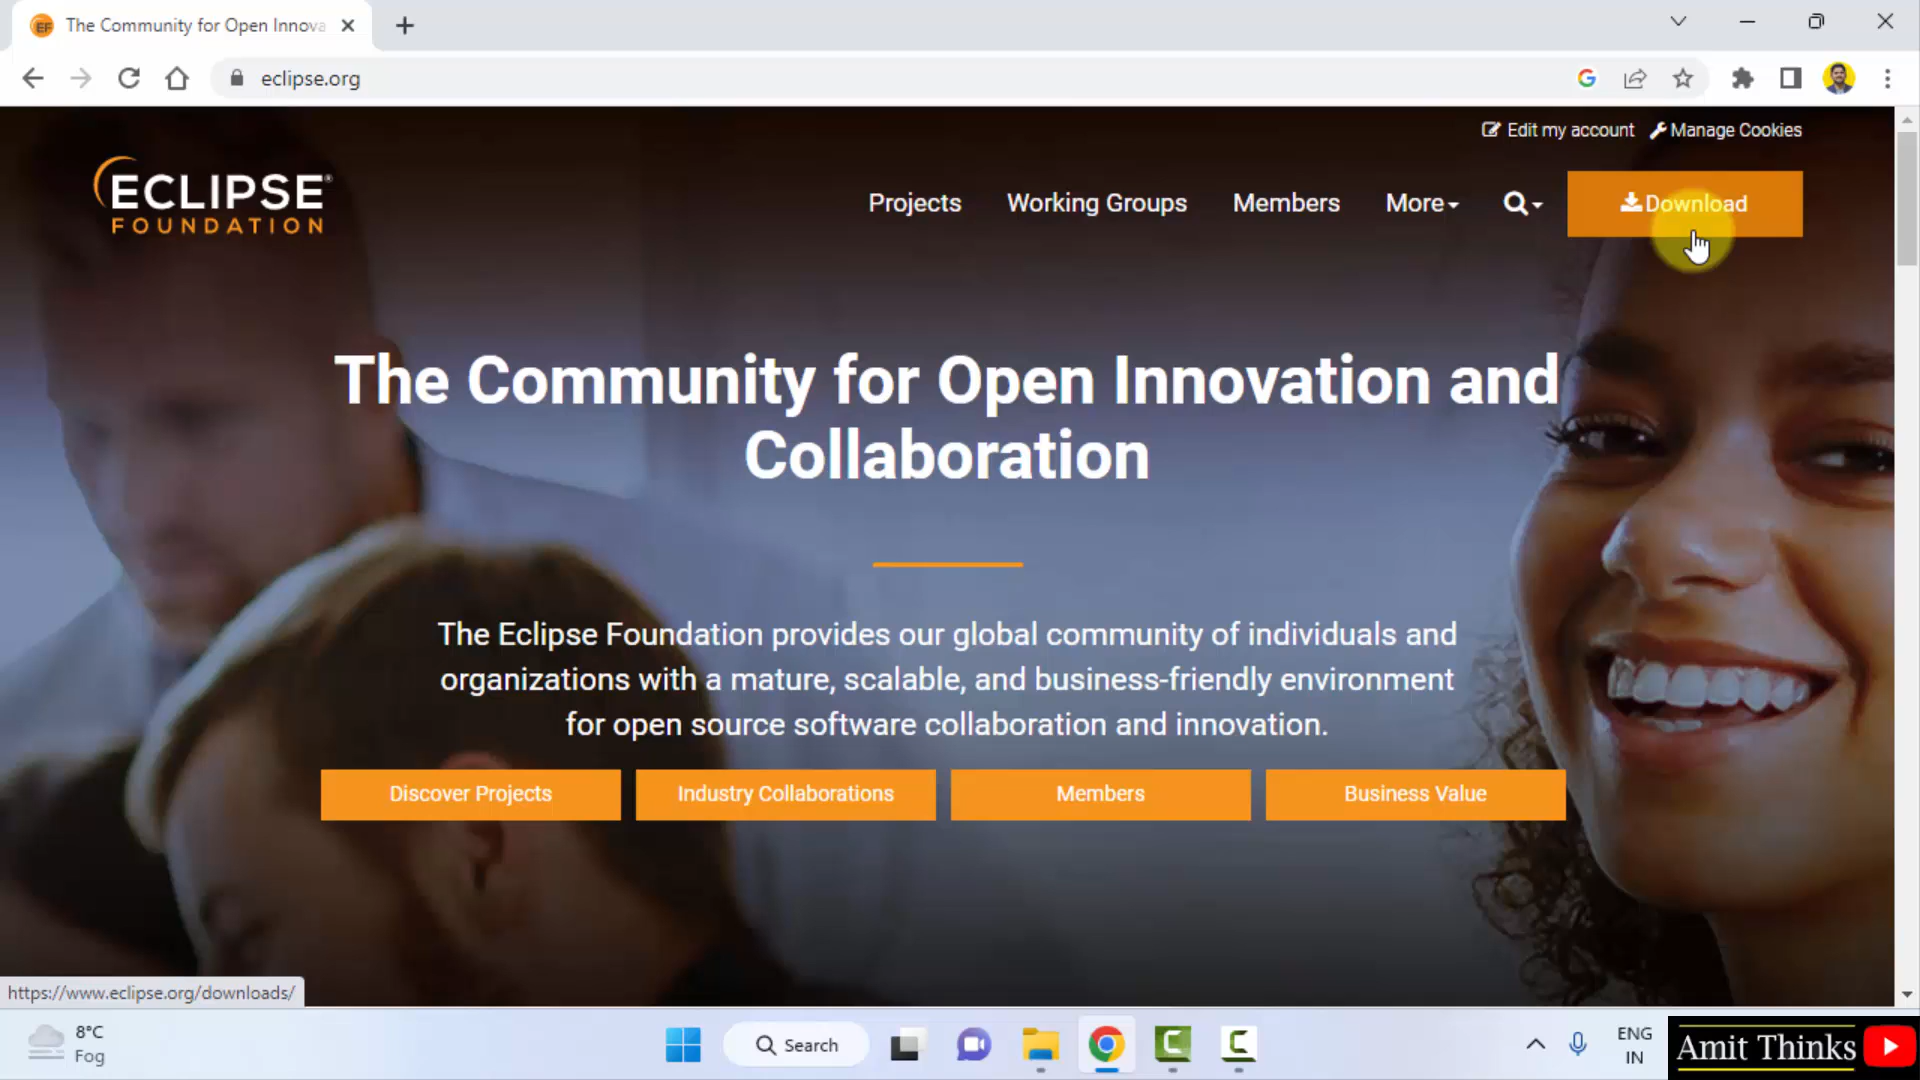 The Community for Open Innova
eclipse.org
Edit my account
Manage Cookies
ECLIPSE®
FOUNDATION
Projects
Working Groups
Members
More
Download
The Community for Open Innovation and
Collaboration
The Eclipse Foundation provides our global community of individuals and
organizations with a mature, scalable, and business-friendly environment
for open source software collaboration and innovation.
Discover Projects
Industry Collaborations
Members
Business Value
https://www.eclipse.org/downloads/
8°C
Fog
Search
ENG
IN
Amit Thinks